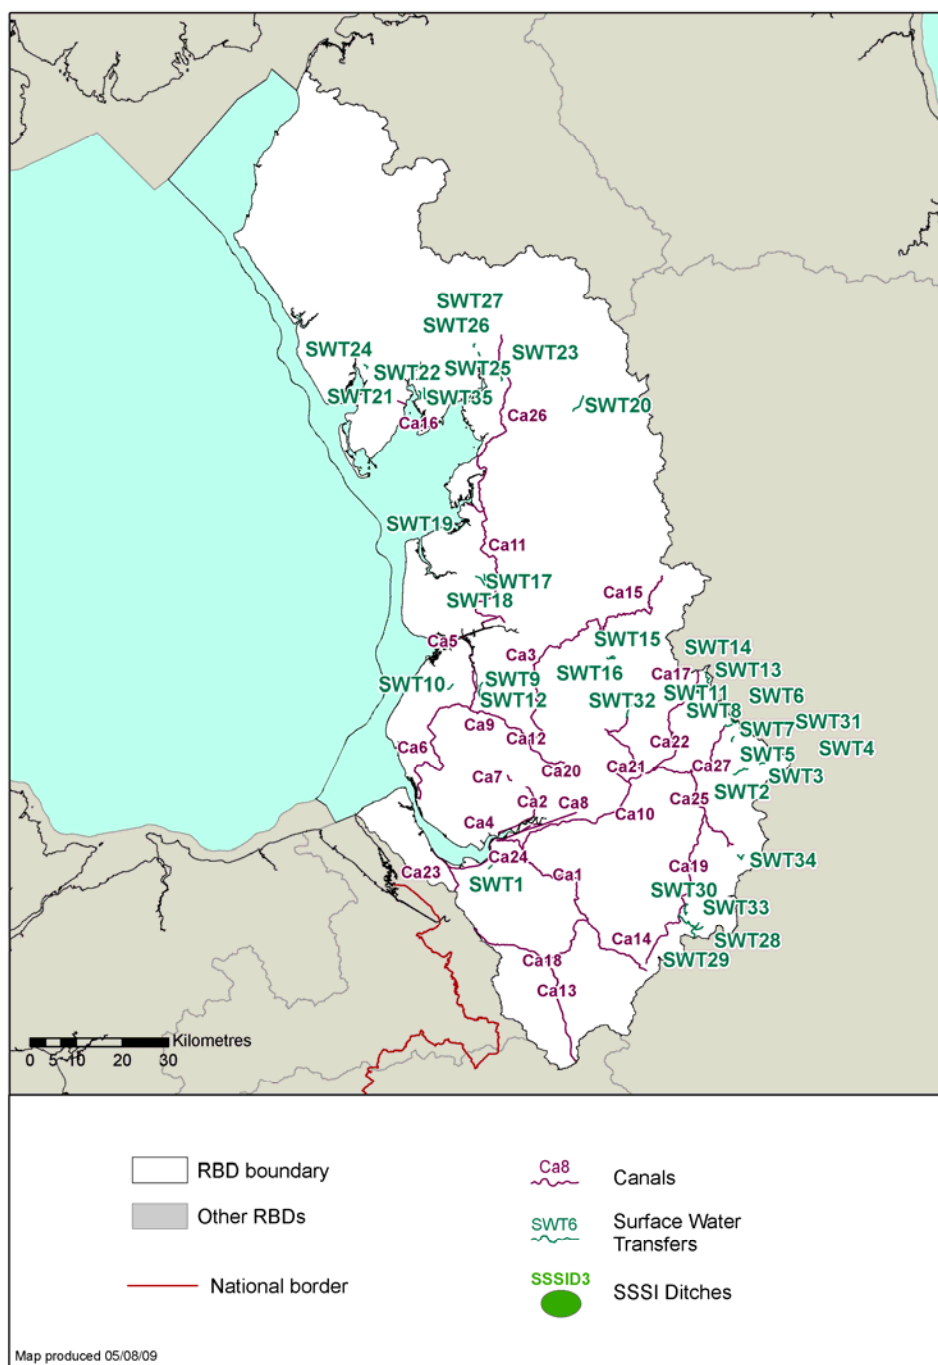 SWT27
SWT26
SWT24
SWT22
SWT25
SWT23
SWT21
SWT35
SWT20
Ca16
Ca26
SWT19
Ca11
SWT17
SWT18
Ca15
Ca5
Ca3
SWT15
SWT14
SWT16
SWT13
Ca17
SWT10
SWT9
SWT12
SWT32
SWT11
SWT6
SWT8
Ca9
SWT7
SWT31
Ca6
Ca12
Ca22
SWT4
SWT5
Ca7
Ca20
Ca21
Ca27
SWT3
SWT2
Ca2
Ca8
Ca25
Ca4
Ca10
Ca24
SWT34
Ca23
SWT1
Ca1
Ca19
SWT30
SWT33
Ca14
SWT28
Ca18
SWT29
Ca13
Kilometres
0 5 10 20 30
RBD boundary
Other RBDs
National border
Ca8
Canals
SWT6
Surface Water
Transfers
SSSID3
SSSI Ditches
Map produced 05/08/09